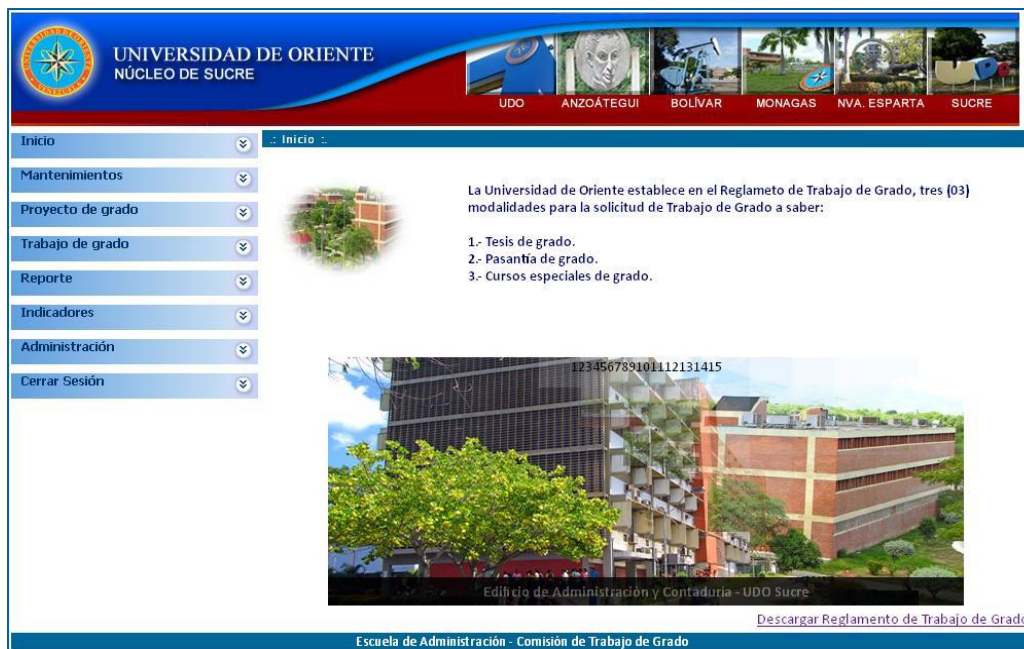 UNIVERSIDAD DE ORIENTE
NÚCLEO DE SUCRE
UDO ANZOÁTEGUI BOLÍVAR MONAGAS NVA. ESPARTA SUCRE
Inicio
Mantenimientos
Proyecto de grado
Trabajo de grado
Reporte
Indicadores
Administración
Cerrar Sesión
.: Inicio :.
La Universidad de Oriente establece en el Reglameto de Trabajo de Grado, tres (03)
modalidades para la solicitud de Trabajo de Grado a saber:
1.- Tesis de grado.
2.- Pasantía de grado.
3.- Cursos especiales de grado.
123456789101112131415
Edificio de Administración y Contaduria - UDO Sucre
Descargar Reglamento de Trabajo de Grado
Escuela de Administración - Comisión de Trabajo de Grado